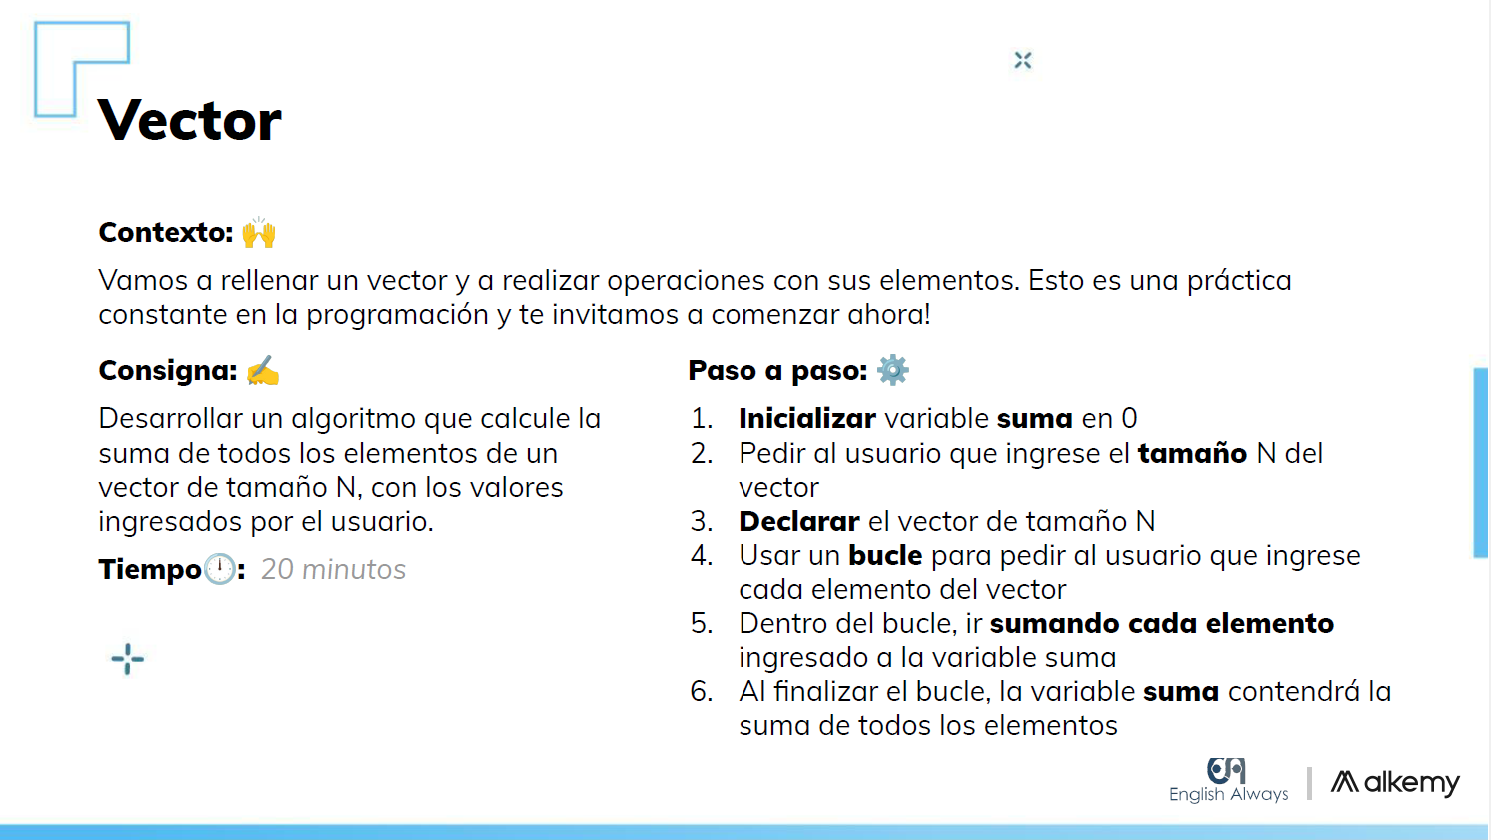 Vector
Contexto: 🙌
Vamos a rellenar un vector y a realizar operaciones con sus elementos. Esto es una práctica
constante en la programación y te invitamos a comenzar ahora!
Consigna: ✍️
Desarrollar un algoritmo que calcule la
suma de todos los elementos de un
vector de tamaño N, con los valores
ingresados por el usuario.
Tiempo🕛: 20 minutos
Paso a paso: ⚙️
1. Inicializar variable suma en 0
2. Pedir al usuario que ingrese el tamaño N del
vector
3. Declarar el vector de tamaño N
4. Usar un bucle para pedir al usuario que ingrese
cada elemento del vector
5. Dentro del bucle, ir sumando cada elemento
ingresado a la variable suma
6. Al finalizar el bucle, la variable suma contendrá la
suma de todos los elementos
English Always
alkemy